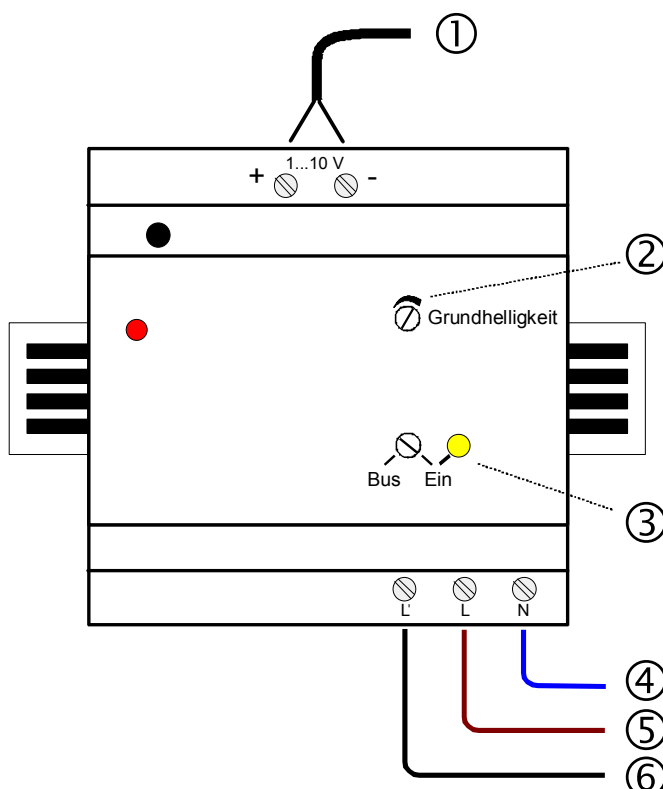 ①
1...10 V
+ -
②
Grundhelligkeit
Bus Ein
③
L' L N
④
⑤
⑥